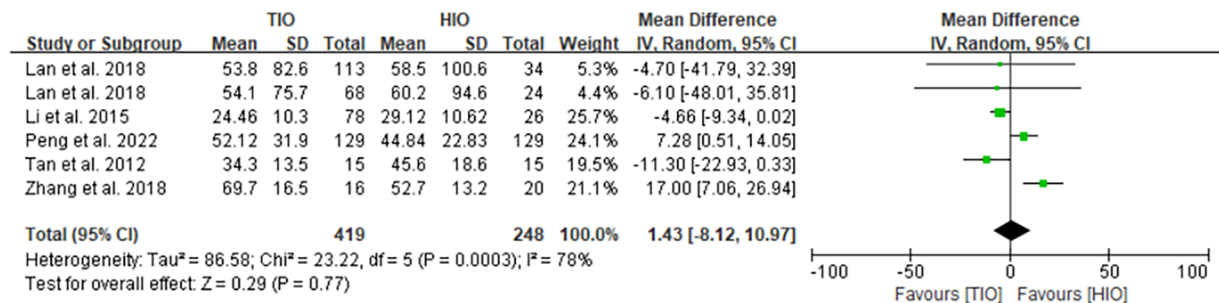 TIO HIO Mean Difference Mean Difference
Study or Subgroup Mean SD Total Mean SD Total Weight IV, Random, 95% CI IV, Random, 95% CI
Lan et al. 2018 53.8 82.6 113 58.5 100.6 34 5.3% -4.70 [-41.79, 32.39]
Lan et al. 2018 54.1 75.7 68 60.2 94.6 24 4.4% -6.10 [-48.01, 35.81]
Li et al. 2015 24.46 10.3 78 29.12 10.62 26 25.7% -4.66 [-9.34, 0.02]
Peng et al. 2022 52.12 31.9 129 44.84 22.83 129 24.1% 7.28 [0.51, 14.05]
Tan et al. 2012 34.3 13.5 15 45.6 18.6 15 19.5% -11.30 [-22.93, 0.33]
Zhang et al. 2018 69.7 16.5 16 52.7 13.2 20 21.1% 17.00 [7.06, 26.94]
Total (95% CI) 419 248 100.0% 1.43 [-8.12, 10.97]
Heterogeneity: Tau² = 86.58; Chi² = 23.22, df = 5 (P = 0.0003); I² = 78%
Test for overall effect: Z = 0.29 (P = 0.77)
-100 -50 0 50 100
Favours [TIO] Favours [HIO]